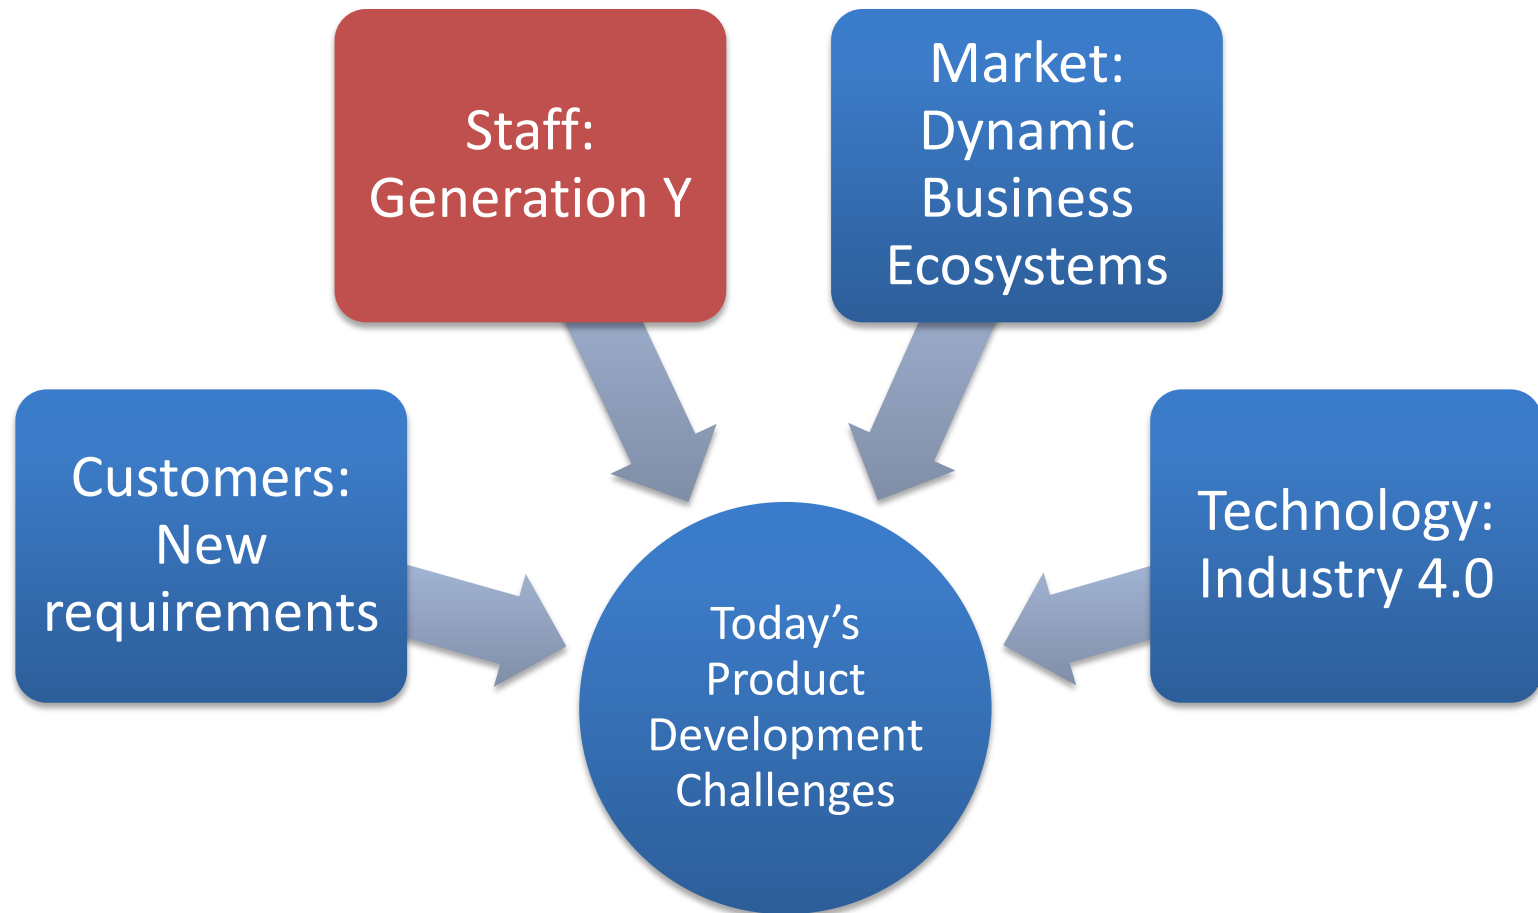 Staff:
Generation Y
Market:
Dynamic
Business
Ecosystems
Customers:
New
requirements
Technology:
Industry 4.0
Today’s
Product
Development
Challenges